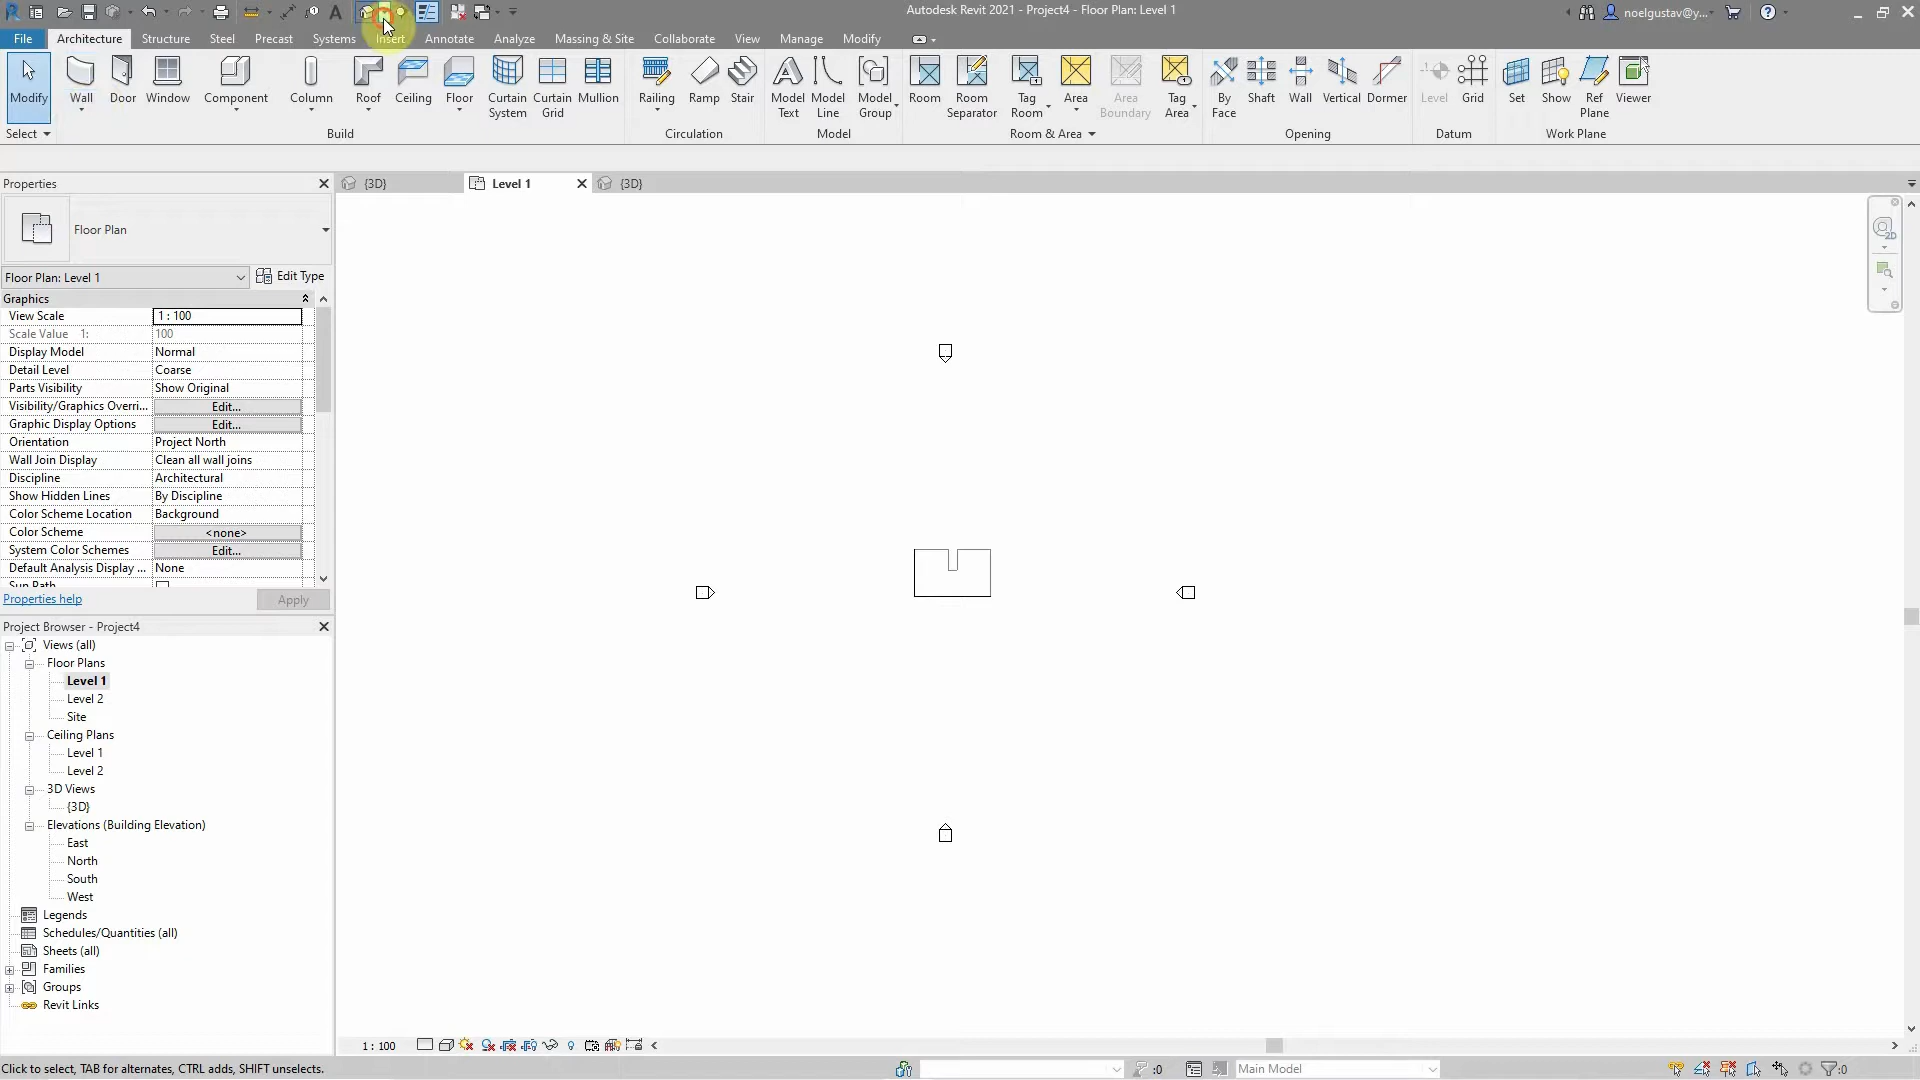 Autodesk Revit 2021 - Project4 - Floor Plan: Level 1
noelgustav@y...
File Architecture Structure Steel Precast Systems Insert Annotate Analyze Massing & Site Collaborate View Manage Modify
Modify Wall Door Window Component Column Roof Ceiling Floor Curtain System Curtain Grid Mullion Railing Ramp Stair Model Text Model Line Model Group Room Room Separator Tag Room Area Area Boundary Tag Area By Face Shaft Wall Vertical Dormer Level Grid Set Show Ref Plane Viewer
Select Build Circulation Model Room & Area Opening Datum Work Plane
Properties
{3D} Level 1 {3D}
Floor Plan
Floor Plan: Level 1 Edit Type
Graphics
View Scale 1 : 100
Scale Value 1: 100
Display Model Normal
Detail Level Coarse
Parts Visibility Show Original
Visibility/Graphics Overri... Edit...
Graphic Display Options Edit...
Orientation Project North
Wall Join Display Clean all wall joins
Discipline Architectural
Show Hidden Lines By Discipline
Color Scheme Location Background
Color Scheme <none>
System Color Schemes Edit...
Default Analysis Display ... None
Sun Path
Properties help Apply
Project Browser - Project4
Views (all)
Floor Plans
Level 1
Level 2
Site
Ceiling Plans
Level 1
Level 2
3D Views
{3D}
Elevations (Building Elevation)
East
North
South
West
Legends
Schedules/Quantities (all)
Sheets (all)
Families
Groups
Revit Links
2D
1 : 100
Click to select, TAB for alternates, CTRL adds, SHIFT unselects.
:0
Main Model
:0